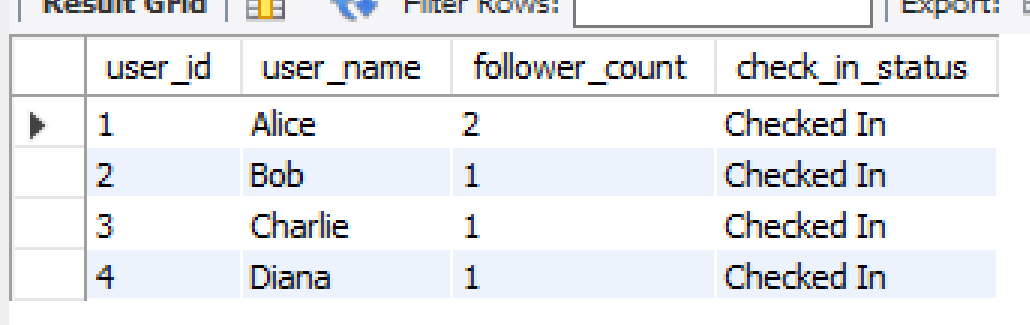 Result Grid Filter Rows: Export:
user_id user_name follower_count check_in_status
1 Alice 2 Checked In
2 Bob 1 Checked In
3 Charlie 1 Checked In
4 Diana 1 Checked In